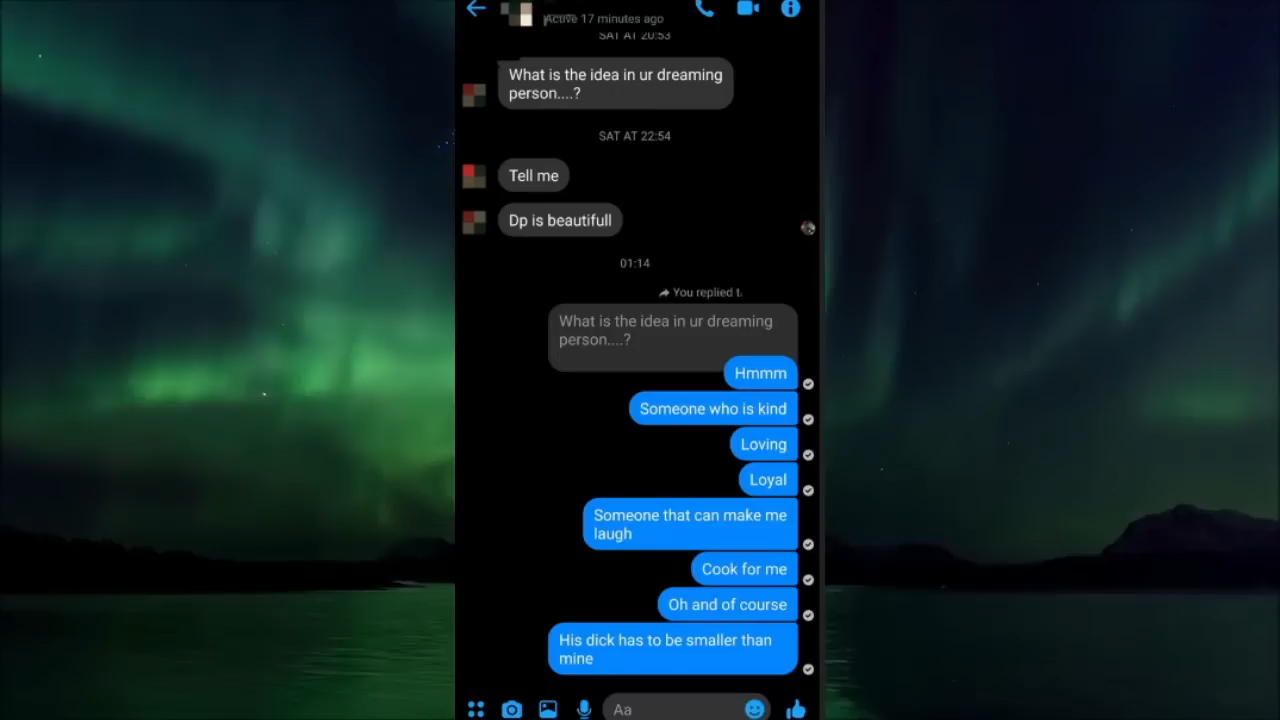 Active 17 minutes ago
SAT AT 20:53
What is the idea in ur dreaming
person....?
SAT AT 22:54
Tell me
Dp is beautifull
01:14
You replied t
What is the idea in ur dreaming
person....?
Hmmm
Someone who is kind
Loving
Loyal
Someone that can make me
laugh
Cook for me
Oh and of course
His dick has to be smaller than
mine
Aa